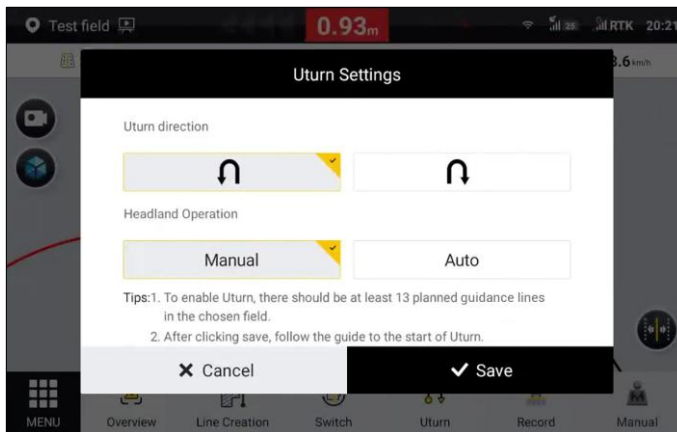 Test field
0.93m
25
RTK
20:21
3.6 km/h
Uturn Settings
Uturn direction
Headland Operation
Manual
Auto
Tips:1. To enable Uturn, there should be at least 13 planned guidance lines
in the chosen field.
2. After clicking save, follow the guide to the start of Uturn.
Cancel
Save
MENU
Overview
Line Creation
Switch
Uturn
Record
Manual